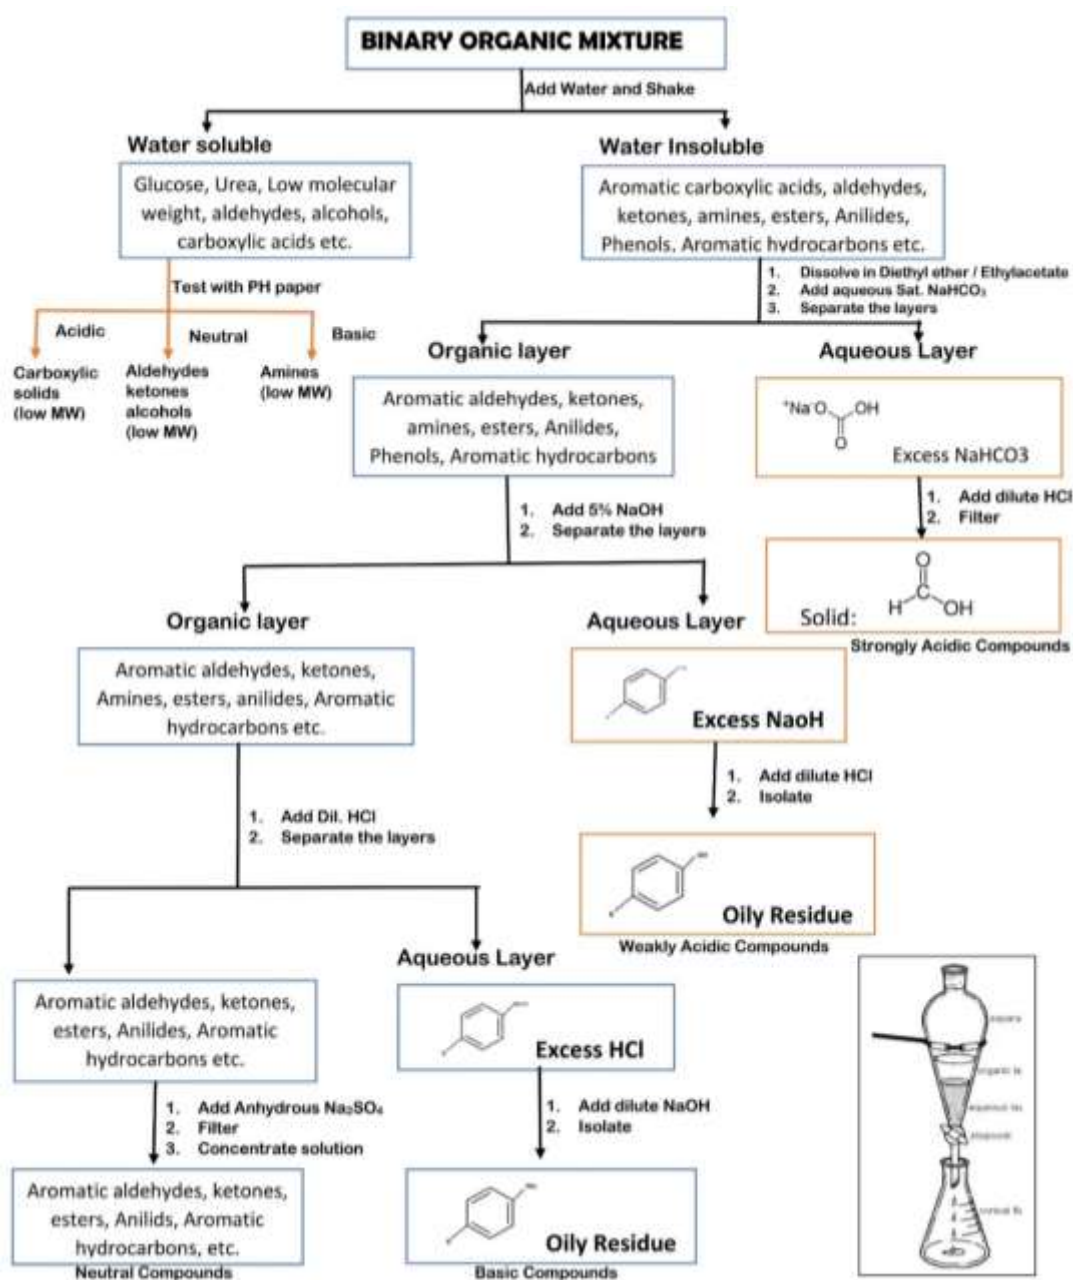 BINARY ORGANIC MIXTURE
Add Water and Shake
Water soluble
Glucose, Urea, Low molecular
weight, aldehydes, alcohols,
carboxylic acids etc.
Water Insoluble
Aromatic carboxylic acids, aldehydes,
ketones, amines, esters, Anilides,
Phenols, Aromatic hydrocarbons etc.
Test with PH paper
Acidic
Neutral
Basic
Carboxylic
solids
(low MW)
Aldehydes
ketones
alcohols
(low MW)
Amines
(low MW)
1. Dissolve in Diethyl ether / Ethylacetate
2. Add aqueous Sat. NaHCO₃
3. Separate the layers
Organic layer
Aromatic aldehydes, ketones,
amines, esters, Anilides,
Phenols, Aromatic hydrocarbons
Aqueous Layer
⁺Na⁻O OH
O
Excess NaHCO3
1. Add dilute HCl
2. Filter
O
H C OH
Solid:
Strongly Acidic Compounds
1. Add 5% NaOH
2. Separate the layers
Organic layer
Aromatic aldehydes, ketones,
Amines, esters, anilides, Aromatic
hydrocarbons etc.
Aqueous Layer
Excess NaoH
1. Add dilute HCl
2. Isolate
Oily Residue
Weakly Acidic Compounds
1. Add Dil. HCl
2. Separate the layers
Aromatic aldehydes, ketones,
esters, Anilides, Aromatic
hydrocarbons etc.
1. Add Anhydrous Na₂SO₄
2. Filter
3. Concentrate solution
Aromatic aldehydes, ketones,
esters, Anilids, Aromatic
hydrocarbons, etc.
Neutral Compounds
Aqueous Layer
Excess HCl
1. Add dilute NaOH
2. Isolate
Oily Residue
Basic Compounds
organic la